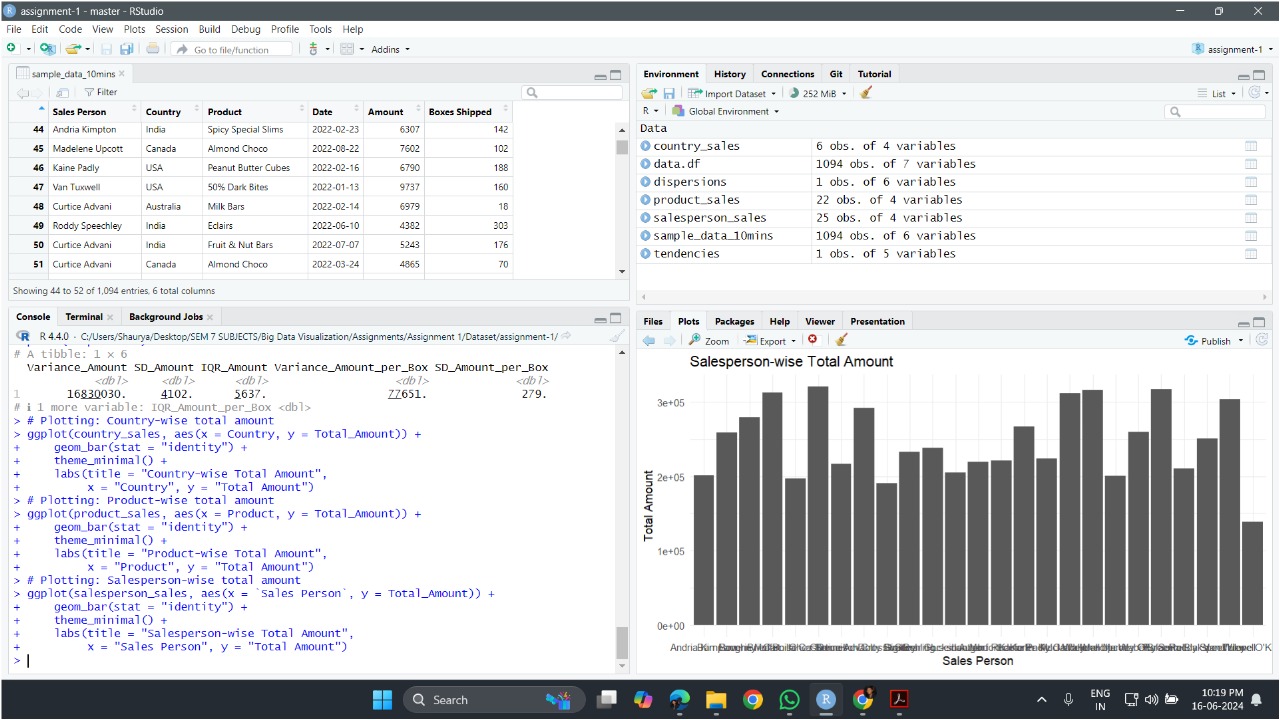 assignment-1 - master - RStudio
File Edit Code View Plots Session Build Debug Profile Tools Help
Go to file/function
Addins
assignment-1
sample_data_10mins
Filter
Sales Person Country Product Date Amount Boxes Shipped
44 Andria Kimpton India Spicy Special Slims 2022-02-23 6307 142
45 Madelene Upcott Canada Almond Choco 2022-08-22 7602 102
46 Kaine Padly USA Peanut Butter Cubes 2022-02-16 6790 188
47 Van Tuxwell USA 50% Dark Bites 2022-01-13 9737 160
48 Curtice Advani Australia Milk Bars 2022-02-14 6979 18
49 Roddy Speechley India Eclairs 2022-06-10 4382 303
50 Curtice Advani India Fruit & Nut Bars 2022-07-07 5243 176
51 Curtice Advani Canada Almond Choco 2022-03-24 4865 70
Showing 44 to 52 of 1,094 entries, 6 total columns
Console Terminal Background Jobs
R 4.4.0 · C:/Users/Shaurya/Desktop/SEM 7 SUBJECTS/Big Data Visualization/Assignments/Assignment 1/Dataset/assignment-1/
# A tibble: 1 × 6
Variance_Amount SD_Amount IQR_Amount Variance_Amount_per_Box SD_Amount_per_Box
<dbl> <dbl> <dbl> <dbl> <dbl>
1 16830030. 4102. 5637. 77651. 279.
# ℹ 1 more variable: IQR_Amount_per_Box <dbl>
> # Plotting: Country-wise total amount
> ggplot(country_sales, aes(x = Country, y = Total_Amount)) +
+ geom_bar(stat = "identity") +
+ theme_minimal() +
+ labs(title = "Country-wise Total Amount",
+ x = "Country", y = "Total Amount")
> # Plotting: Product-wise total amount
> ggplot(product_sales, aes(x = Product, y = Total_Amount)) +
+ geom_bar(stat = "identity") +
+ theme_minimal() +
+ labs(title = "Product-wise Total Amount",
+ x = "Product", y = "Total Amount")
> # Plotting: Salesperson-wise total amount
> ggplot(salesperson_sales, aes(x = `Sales Person`, y = Total_Amount)) +
+ geom_bar(stat = "identity") +
+ theme_minimal() +
+ labs(title = "Salesperson-wise Total Amount",
+ x = "Sales Person", y = "Total Amount")
>
Environment History Connections Git Tutorial
Import Dataset 252 MiB List
R Global Environment
Data
country_sales 6 obs. of 4 variables
data.df 1094 obs. of 7 variables
dispersions 1 obs. of 6 variables
product_sales 22 obs. of 4 variables
salesperson_sales 25 obs. of 4 variables
sample_data_10mins 1094 obs. of 6 variables
tendencies 1 obs. of 5 variables
Files Plots Packages Help Viewer Presentation
Zoom Export Publish
Salesperson-wise Total Amount
Total Amount
3e+05
2e+05
1e+05
0e+00
Sales Person
Search
ENG
IN
10:19 PM
16-06-2024